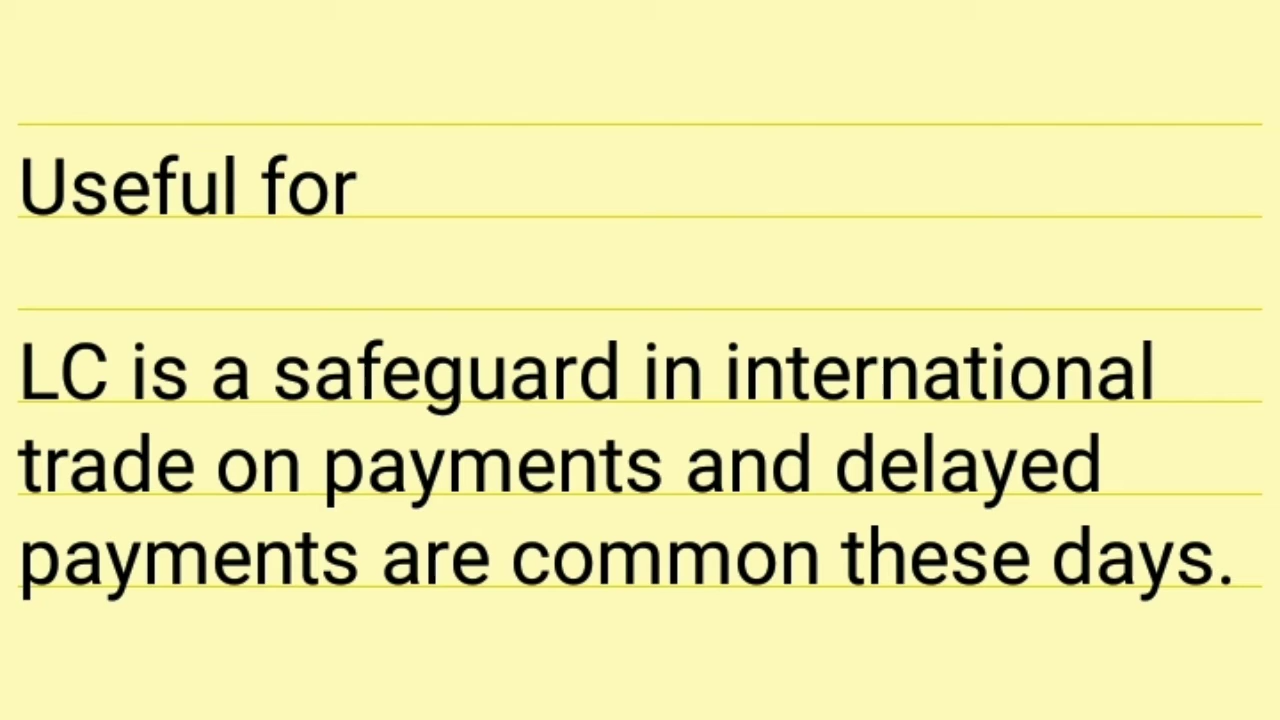 Useful for
LC is a safeguard in international
trade on payments and delayed
payments are common these days.